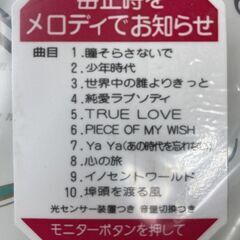 毎正時を
メロディでお知らせ
曲目 1.瞳そらさないで
2.少年時代
3.世界中の誰よりきっと
4.純愛ラプソディ
5.TRUE LOVE
6.PIECE OF MY WISH
7.Ya Ya(あの時代を忘れない)
8.心の旅
9.イノセントワールド
10.埠頭を渡る風
光センサー装置つき 音量切換つき
モニターボタンを押して